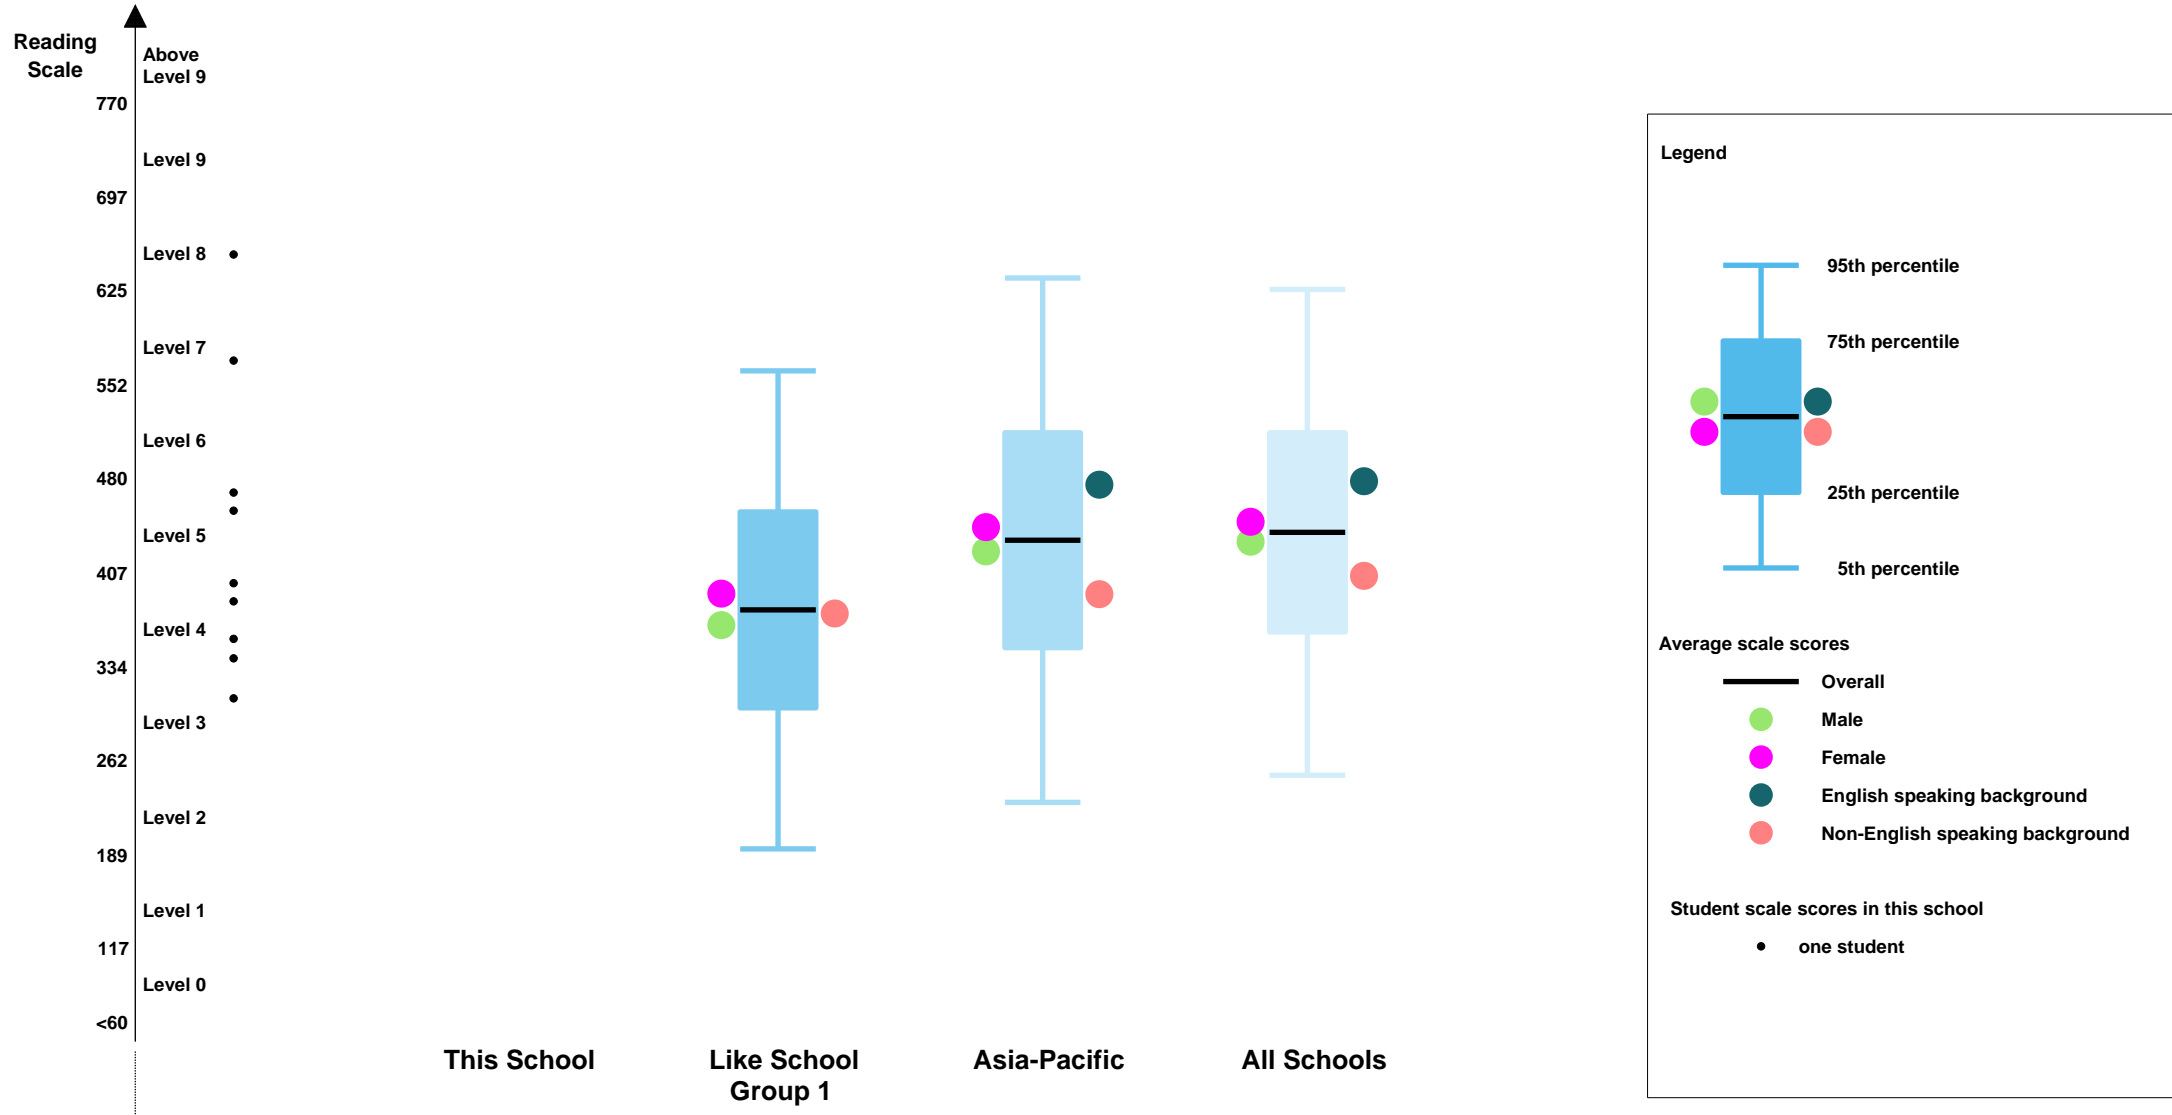 Reading
Scale
Above
Level 9
770
Level 9
697
Level 8
625
Level 7
552
Level 6
480
Level 5
407
Level 4
334
Level 3
262
Level 2
189
Level 1
117
Level 0
<60
This School
Like School
Group 1
Asia-Pacific
All Schools
Legend
95th percentile
75th percentile
25th percentile
5th percentile
Average scale scores
Overall
Male
Female
English speaking background
Non-English speaking background
Student scale scores in this school
one student